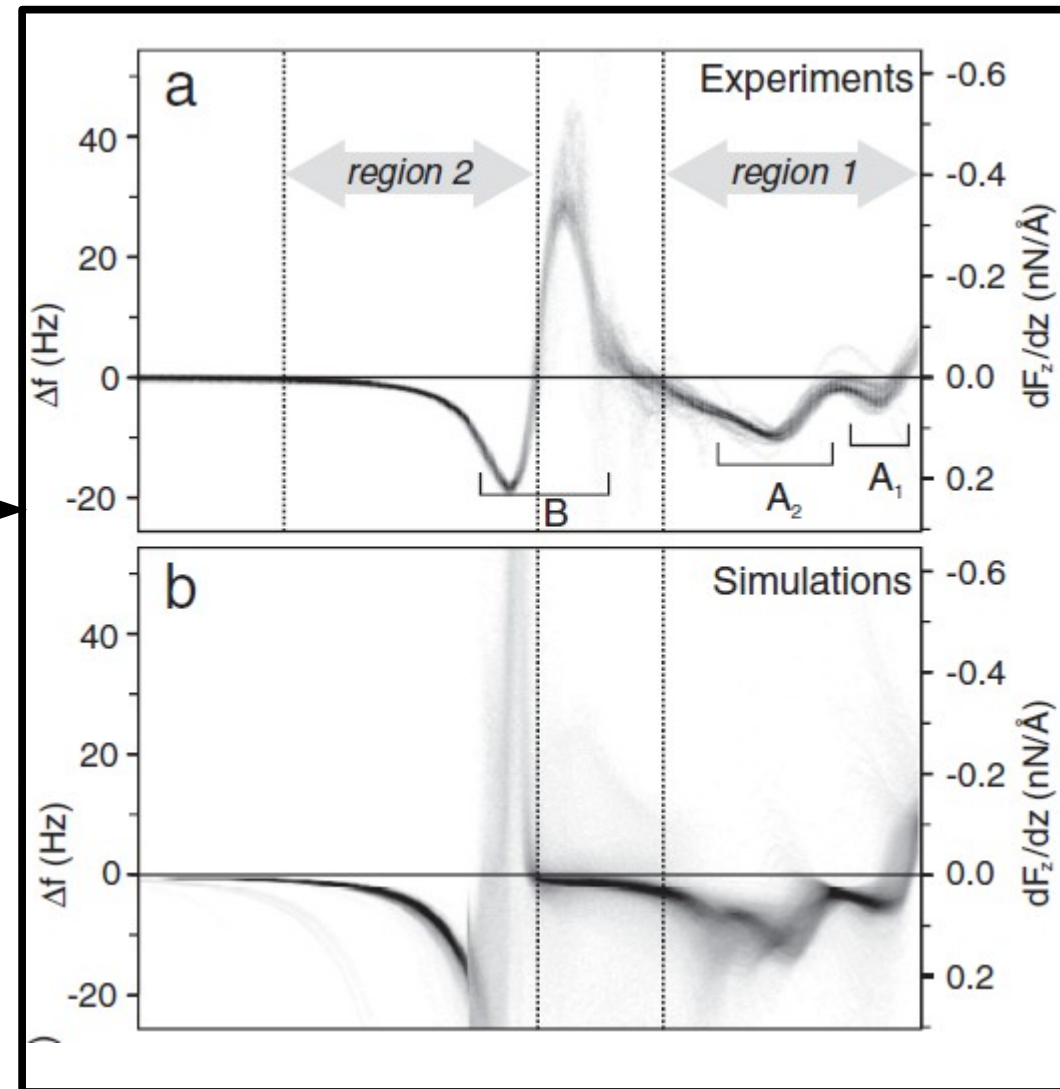 a
Experiments
region 2
region 1
Δf (Hz)
40
20
0
-20
-0.6
-0.4
-0.2
0.0
0.2
dF_z/dz (nN/Å)
B
A₂
A₁
b
Simulations
Δf (Hz)
40
20
0
-20
-0.6
-0.4
-0.2
0.0
0.2
dF_z/dz (nN/Å)